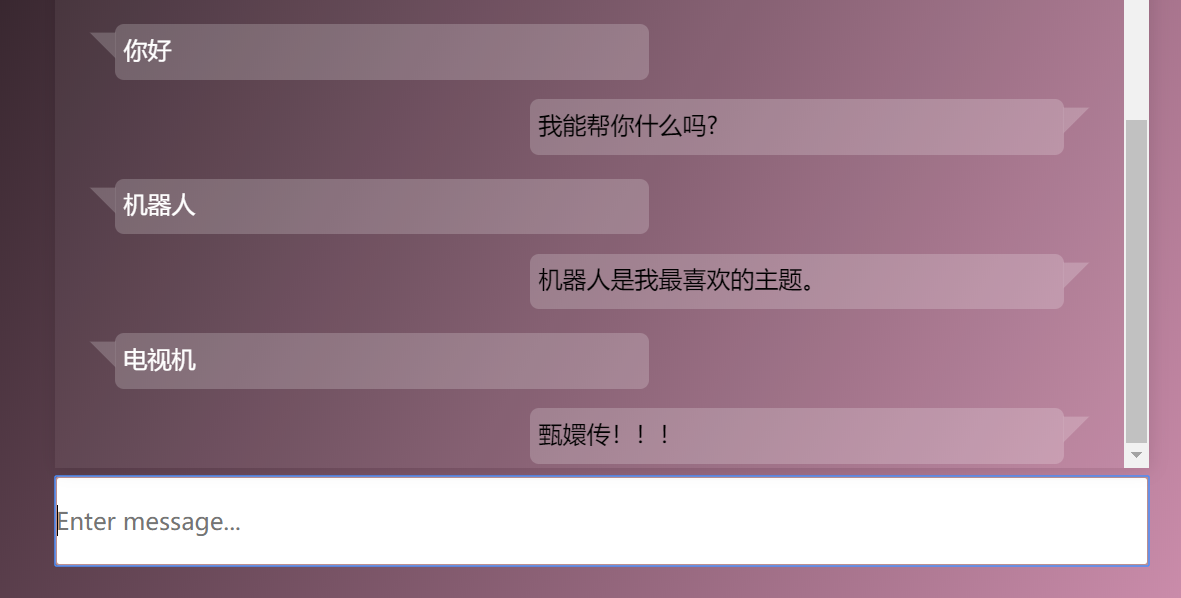 你好
我能帮你什么吗?
机器人
机器人是我最喜欢的主题。
电视机
甄嬛传！！！
Enter message...